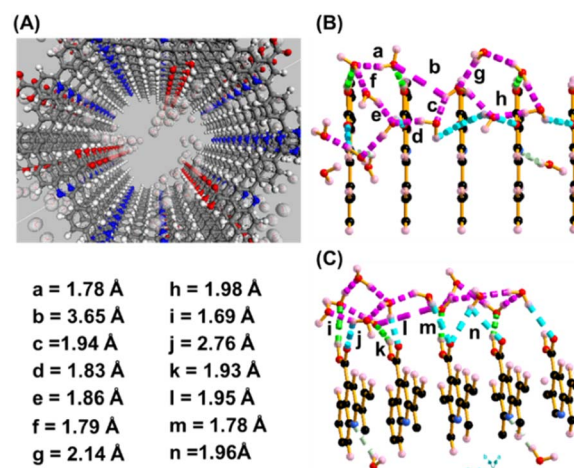 (A)
(B)
a
b
g
f
c
h
e
d
(C)
i
j
l
m
n
k
a = 1.78 Å
b = 3.65 Å
c =1.94 Å
d = 1.83 Å
e = 1.86 Å
f = 1.79 Å
g = 2.14 Å
h = 1.98 Å
i = 1.69 Å
j = 2.76 Å
k = 1.93 Å
l = 1.95 Å
m = 1.78 Å
n =1.96Å